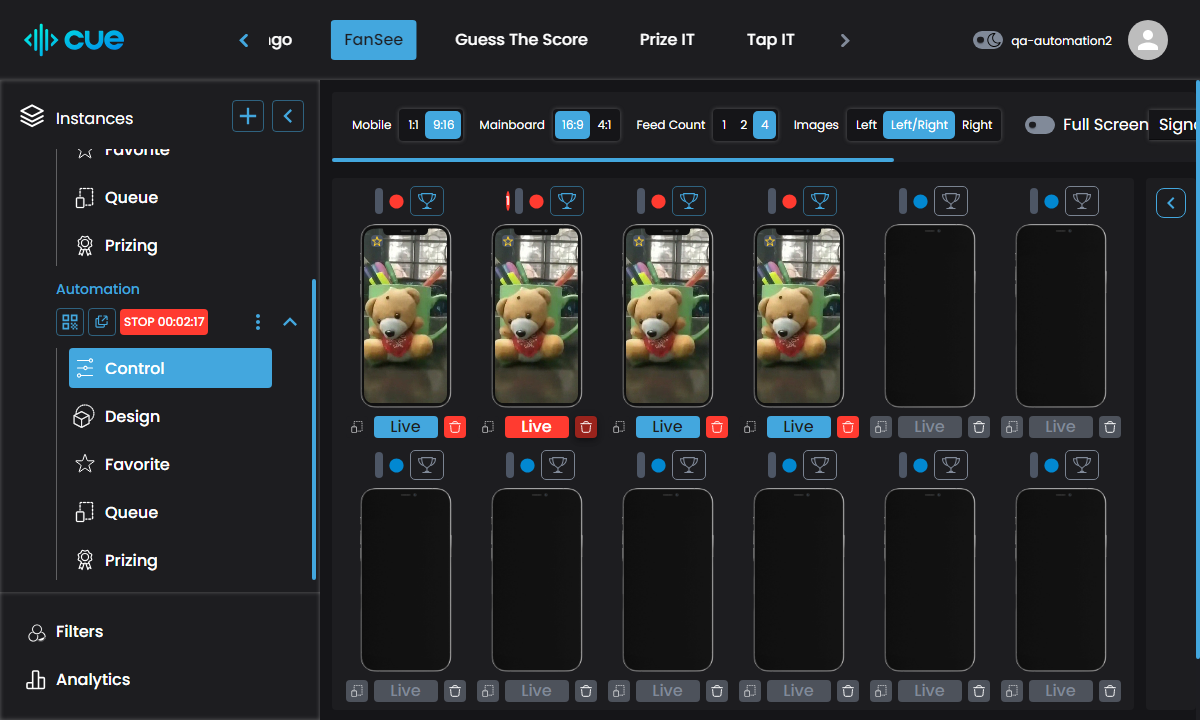 cue
ngo
FanSee
Guess The Score
Prize IT
Tap IT
qa-automation2
Instances
Favorite
Queue
Prizing
Automation
STOP 00:02:17
Control
Design
Favorite
Queue
Prizing
Filters
Analytics
Mobile 1:1 9:16 Mainboard 16:9 4:1 Feed Count 1 2 4 Images Left Left/Right Right Full Screen Signa
1
Live Live Live Live Live Live
Live Live Live Live Live Live